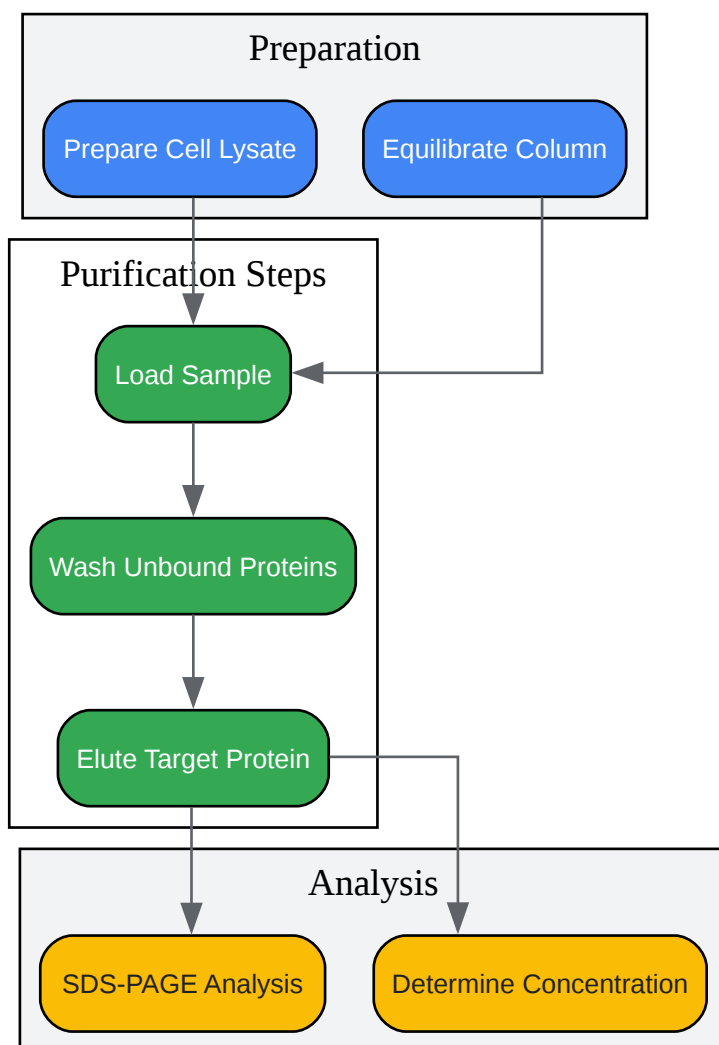 Preparation
Prepare Cell Lysate
Equilibrate Column
Purification Steps
Load Sample
Wash Unbound Proteins
Elute Target Protein
Analysis
SDS-PAGE Analysis
Determine Concentration